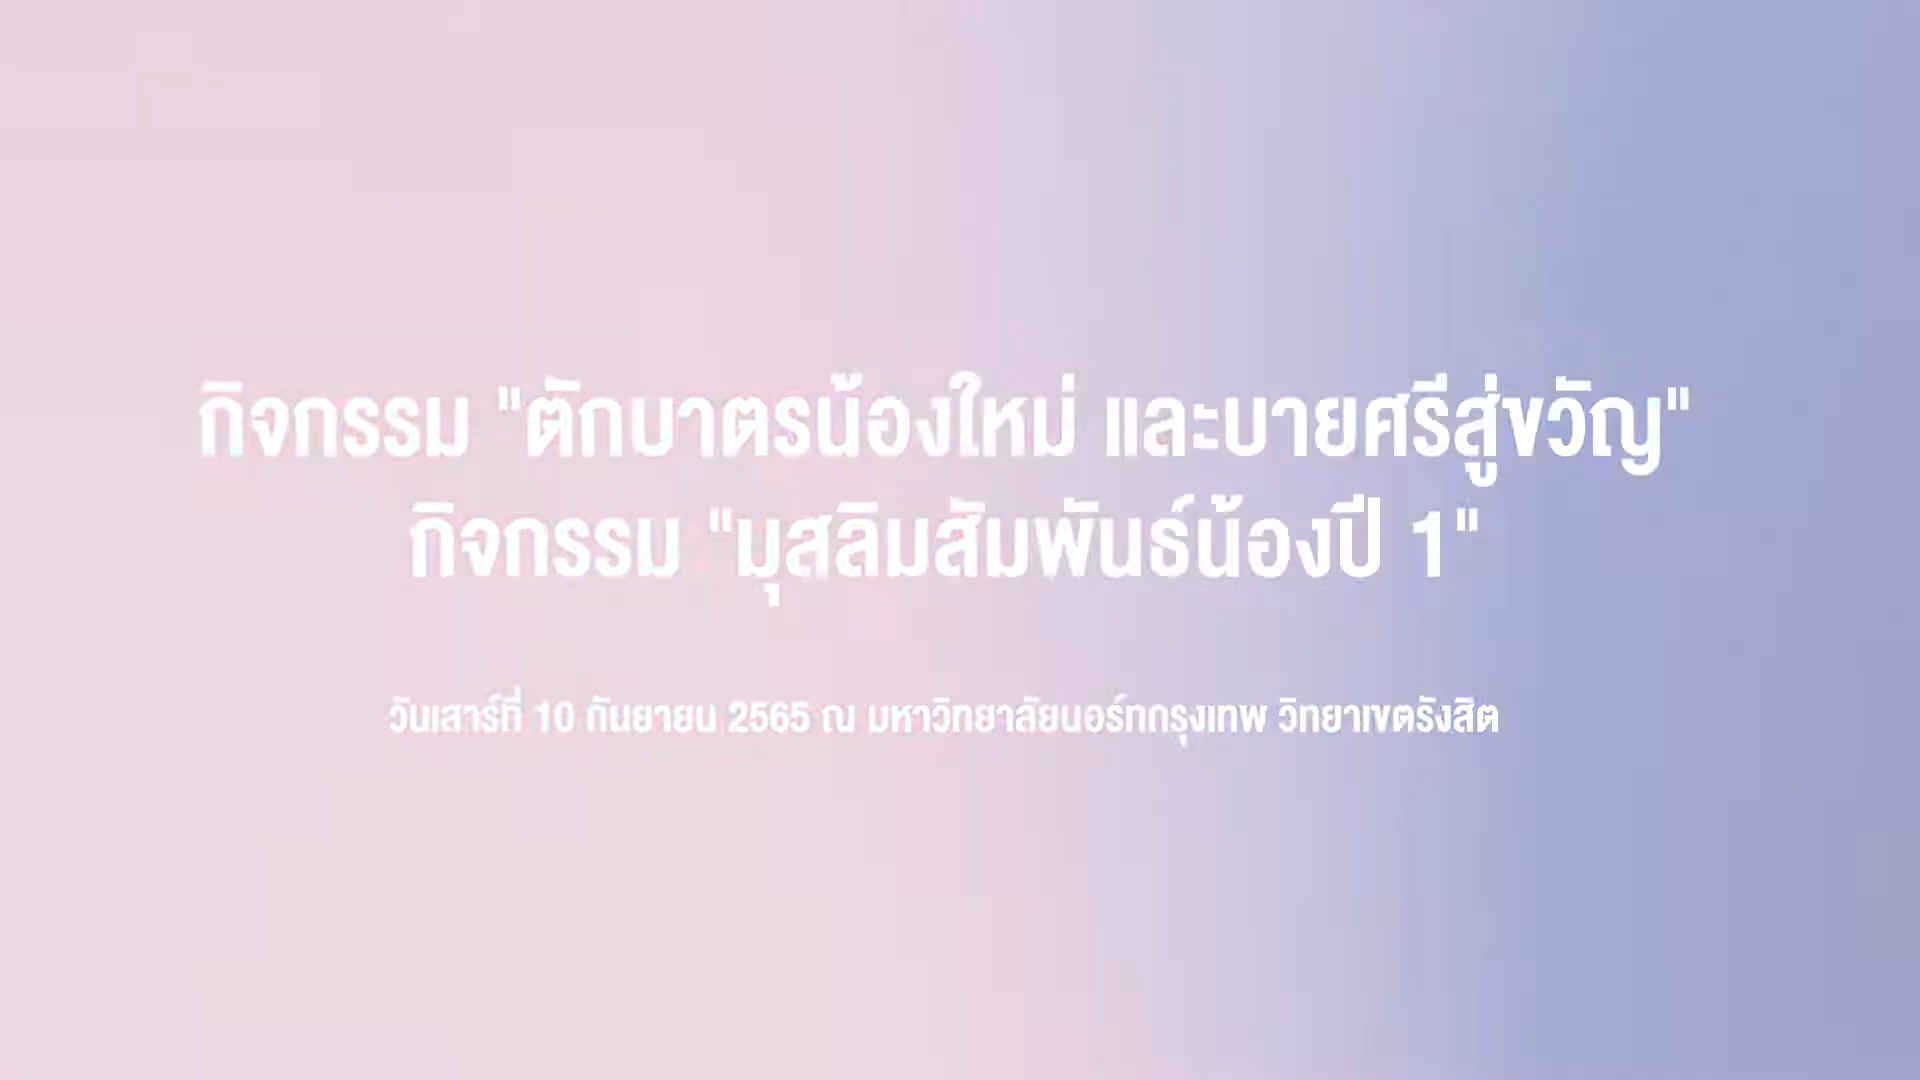 กิจกรรม "ตักบาตรน้องใหม่ และบายศรีสู่ขวัญ"
กิจกรรม "มุสลิมสัมพันธ์น้องปี 1"
วันเสาร์ที่ 10 กันยายน 2565 ณ มหาวิทยาลัยนอร์ทกรุงเทพ วิทยาเขตรังสิต